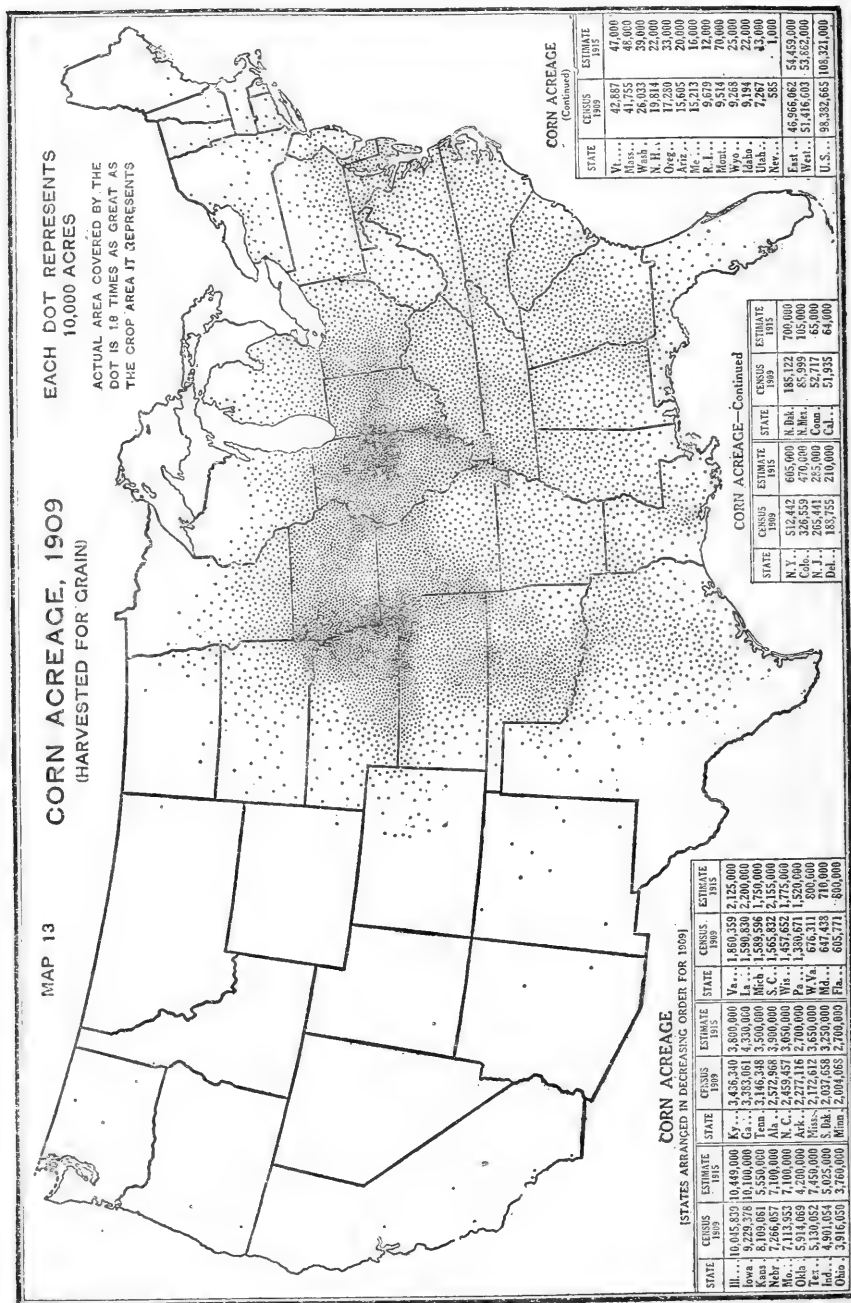 MAP 13
CORN ACREAGE, 1909
(HARVESTED FOR GRAIN)
EACH DOT REPRESENTS
10,000 ACRES
ACTUAL AREA COVERED BY THE
DOT IS 1.8 TIMES AS GREAT AS
THE CROP AREA IT REPRESENTS
CORN ACREAGE
[STATES ARRANGED IN DECREASING ORDER FOR 1909]
STATE CENSUS 1909 ESTIMATE 1915 STATE CENSUS 1909 ESTIMATE 1915 STATE CENSUS 1909 ESTIMATE 1915
Ill... 10,045,839 10,449,000 Ky... 3,436,340 3,800,000 Va... 1,860,359 2,125,000
Iowa. 9,229,378 10,100,000 Ga... 3,383,061 4,330,000 La... 1,590,830 2,200,000
Kans. 8,109,061 5,550,000 Tenn. 3,146,348 3,500,000 Mich. 1,589,596 1,750,000
Nebr. 7,266,057 7,100,000 Ala.. 2,572,968 3,900,000 S. C.. 1,565,832 2,155,000
Mo... 7,113,953 7,100,000 N. C.. 2,459,457 3,050,000 Wis.. 1,457,652 1,775,000
Okla. 5,914,069 4,200,000 Ark.. 2,277,116 2,700,000 Pa... 1,380,671 1,520,000
Tex.. 5,130,052 7,450,000 Miss. 2,172,612 3,650,000 W. Va. 676,311 800,000
Ind.. 4,901,054 5,025,000 S. Dak. 2,037,658 3,250,000 Md... 647,438 710,000
Ohio. 3,916,050 3,760,000 Minn. 2,004,068 2,700,000 Fla.. 605,771 800,000
CORN ACREAGE—Continued
STATE CENSUS 1909 ESTIMATE 1915 STATE CENSUS 1909 ESTIMATE 1915
N. Y.. 512,442 605,000 N. Dak. 185,122 700,000
Colo.. 326,559 470,000 N. Mex. 85,999 105,000
N. J.. 265,441 285,000 Conn. 52,717 65,000
Del... 183,755 210,000 Cal... 51,935 64,000
CORN ACREAGE
(Continued)
STATE CENSUS 1909 ESTIMATE 1915
Vt.... 42,887 47,000
Mass.. 41,755 48,000
Wash. 26,033 39,000
N. H.. 19,814 22,000
Oreg.. 17,280 33,000
Ariz.. 15,605 20,000
Me... 15,213 16,000
R. I... 9,679 12,000
Mont.. 9,514 70,000
Wyo.. 9,268 25,000
Idaho. 9,194 22,000
Utah. 7,267 13,000
Nev... 585 1,000
East.. 46,966,062 54,459,000
West. 51,416,603 53,862,000
U. S.. 98,382,665 108,321,000